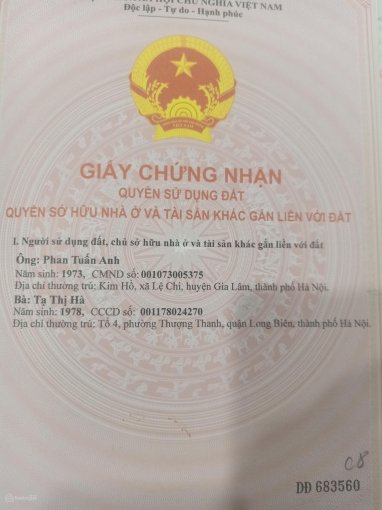 HỘI CHỦ NGHĨA VIỆT NAM
Độc lập - Tự do - Hạnh phúc
VIỆT NAM
GIẤY CHỨNG NHẬN
QUYỀN SỬ DỤNG ĐẤT
QUYỀN SỞ HỮU NHÀ Ở VÀ TÀI SẢN KHÁC GẮN LIỀN VỚI ĐẤT
I. Người sử dụng đất, chủ sở hữu nhà ở và tài sản khác gắn liền với đất
Ông: Phan Tuấn Anh
Năm sinh: 1973, CMND số: 001073005375
Địa chỉ thường trú: Kim Hồ, xã Lệ Chi, huyện Gia Lâm, thành phố Hà Nội.
Bà: Tạ Thị Hà
Năm sinh: 1978, CCCD số: 001178024270
Địa chỉ thường trú: Tổ 4, phường Thượng Thanh, quận Long Biên, thành phố Hà Nội.
C8
DĐ 683560